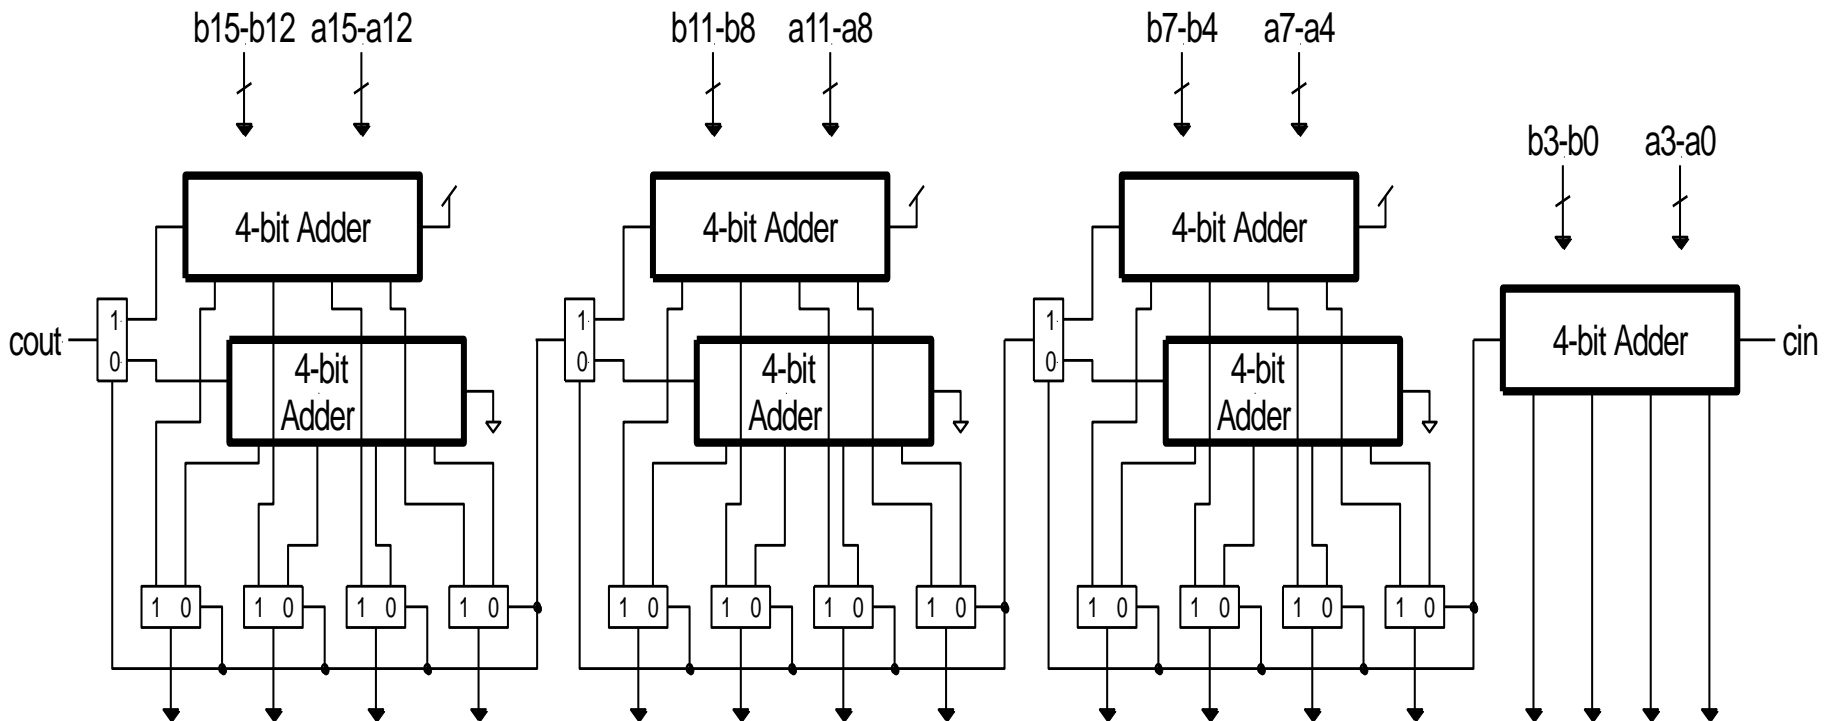 b15-b12 a15-a12 b11-b8 a11-a8 b7-b4 a7-a4
b3-b0 a3-a0
4-bit Adder 4-bit Adder 4-bit Adder
1 1 1
cout 0 0 0
4-bit Adder cin
4-bit
Adder
4-bit
Adder
4-bit
Adder
1 0 1 0 1 0 1 0 1 0 1 0 1 0 1 0 1 0 1 0 1 0 1 0